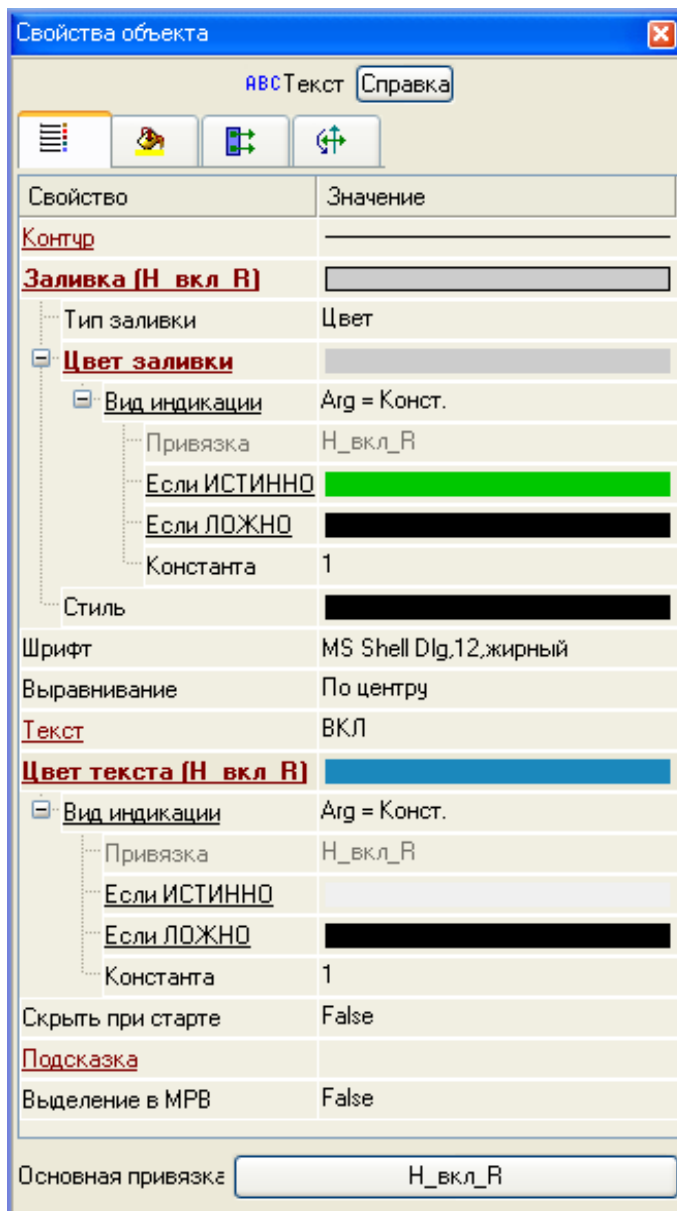 Свойства объекта
ABC Текст Справка
Свойство Значение
Контур
Заливка (Н_вкл_R)
Тип заливки Цвет
Цвет заливки
Вид индикации Arg = Конст.
Привязка Н_вкл_R
Если ИСТИННО
Если ЛОЖНО
Константа 1
Стиль
Шрифт MS Shell Dlg,12,жирный
Выравнивание По центру
Текст ВКЛ
Цвет текста (Н_вкл_R)
Вид индикации Arg = Конст.
Привязка Н_вкл_R
Если ИСТИННО
Если ЛОЖНО
Константа 1
Скрыть при старте False
Подсказка
Выделение в МРВ False
Основная привязка Н_вкл_R